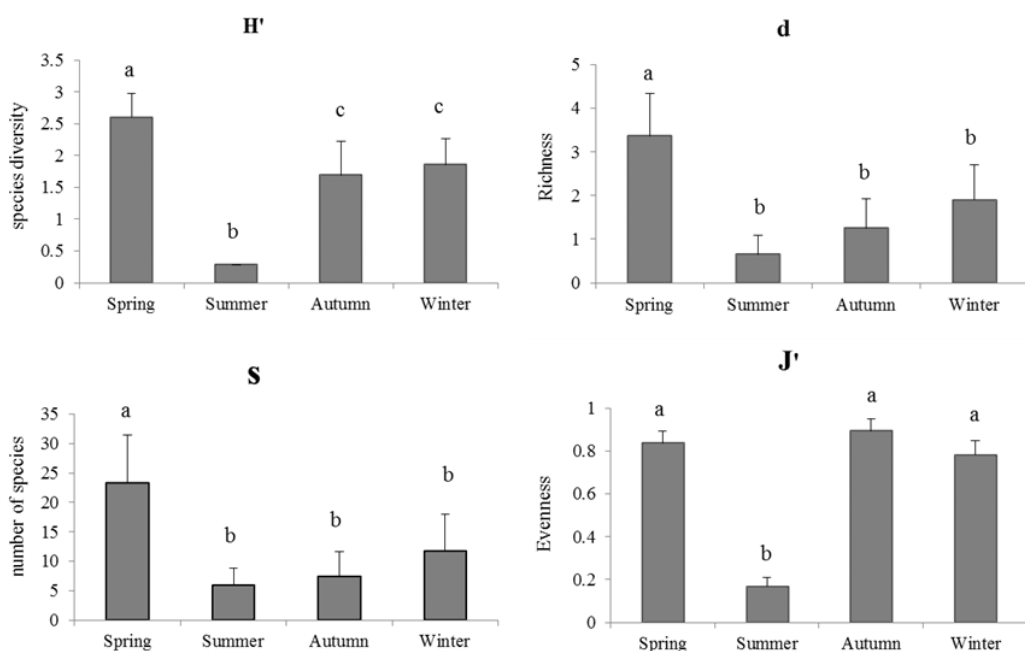 H'
species diversity
3.5
3
2.5
2
1.5
1
0.5
0
a
b
c
c
Spring Summer Autumn Winter
d
Richness
5
4
3
2
1
0
a
b
b
b
Spring Summer Autumn Winter
s
number of species
35
30
25
20
15
10
5
0
a
b
b
b
Spring Summer Autumn Winter
J'
Evenness
1
0.8
0.6
0.4
0.2
0
a
b
a
a
Spring Summer Autumn Winter